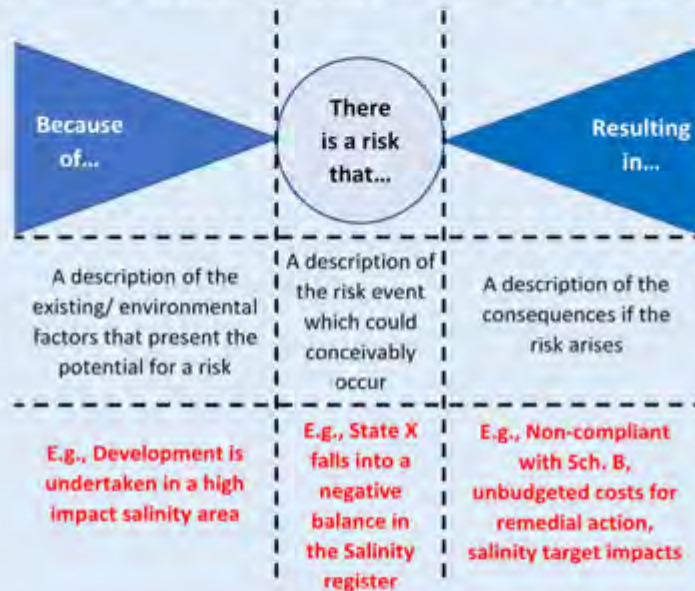 Because
of...
There
is a risk
that...
Resulting
in...
A description of the
existing/ environmental
factors that present the
potential for a risk
A description of
the risk event
which could
conceivably
occur
A description of the
consequences if the
risk arises
E.g., Development is
undertaken in a high
impact salinity area
E.g., State X
falls into a
negative
balance in
the Salinity
register
E.g., Non-compliant
with Sch. B,
unbudgeted costs for
remedial action,
salinity target impacts